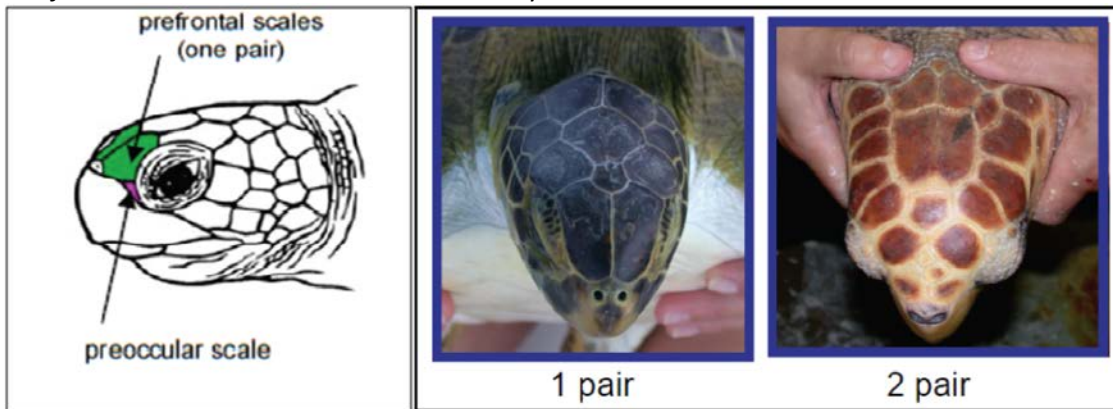 prefrontal scales
(one pair)
preoccular scale
1 pair
2 pair